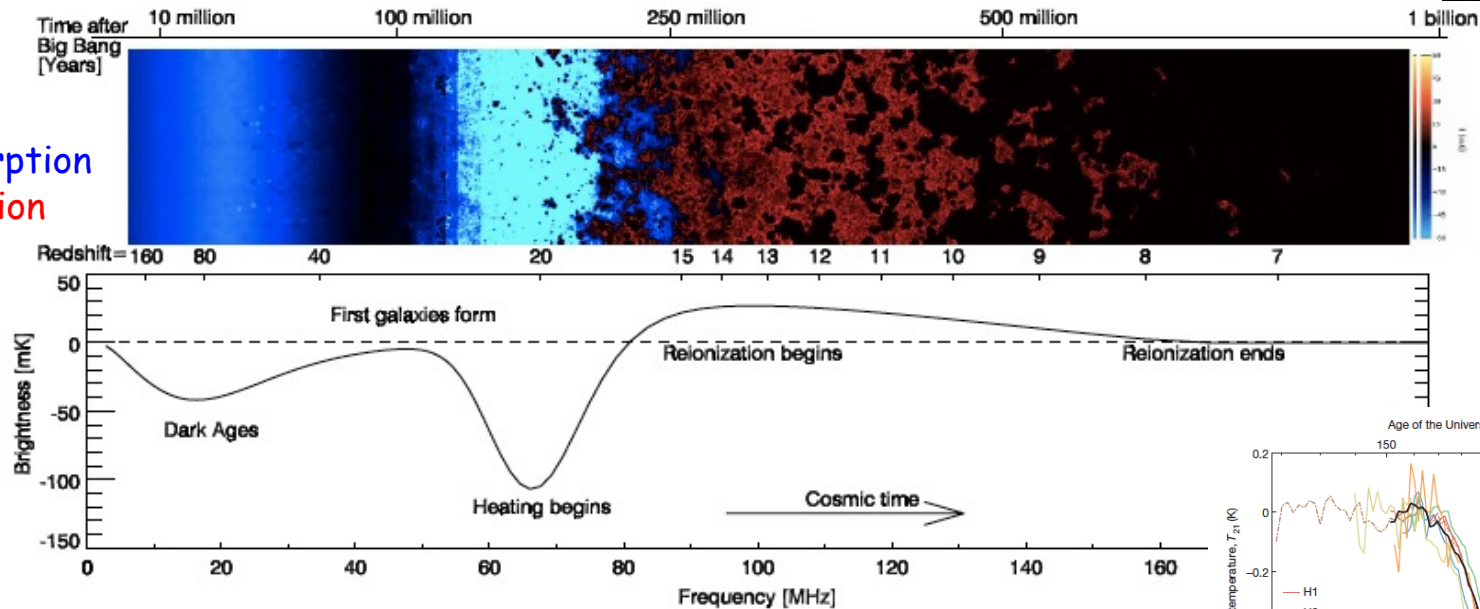 10 million 100 million 250 million 500 million 1 billion
Time after
Big Bang
[Years]
rption
ion
Redshift= 160 80 40 20 15 14 13 12 11 10 9 8 7
50
0
-50
-100
-150
Brightness [mK]
First galaxies form
Reionization begins
Reionization ends
Dark Ages
Heating begins
Cosmic time
0 20 40 60 80 100 120 140 160
Frequency [MHz]
Age of the Univers
150
0.2
0
-0.2
temperature, T21 (K)
H1